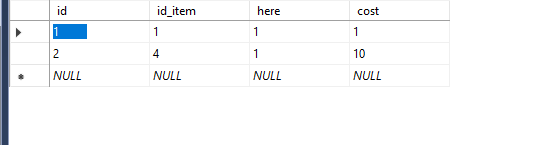 id id_item here cost
1 1 1 1
2 4 1 10
NULL NULL NULL NULL